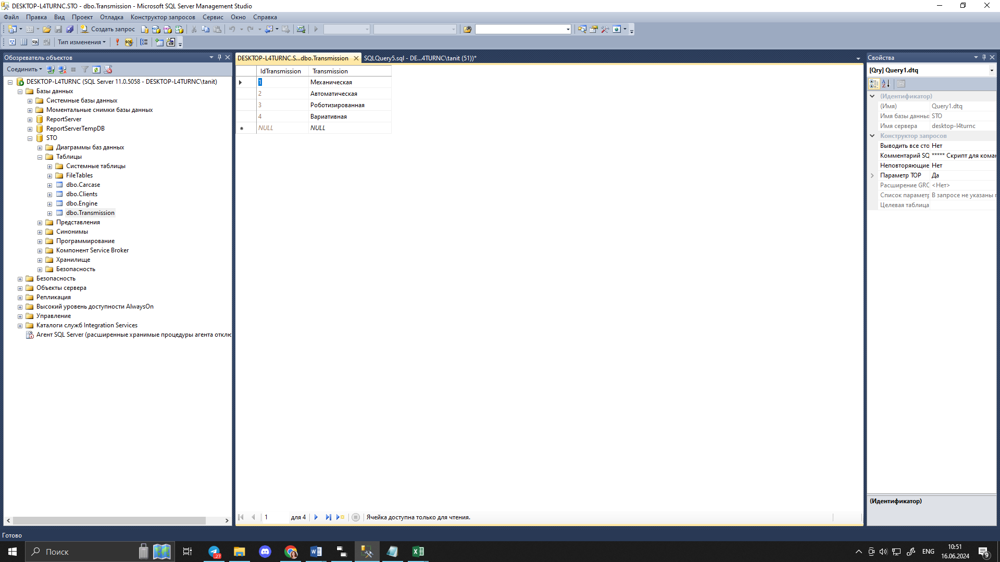 DESKTOP-L4TURNC.STO - dbo.Transmission - Microsoft SQL Server Management Studio
Файл Правка Вид Проект Отладка Конструктор запросов Сервис Окно Справка
Создать запрос
Тип изменения
Обозреватель объектов
Соединить
DESKTOP-L4TURNC (SQL Server 11.0.5058 - DESKTOP-L4TURNC\tanit)
Базы данных
Системные базы данных
Моментальные снимки базы данных
ReportServer
ReportServerTempDB
STO
Диаграммы баз данных
Таблицы
Системные таблицы
FileTables
dbo.Carcase
dbo.Clients
dbo.Engine
dbo.Transmission
Представления
Синонимы
Программирование
Компонент Service Broker
Хранилище
Безопасность
Безопасность
Объекты сервера
Репликация
Высокий уровень доступности AlwaysOn
Управление
Каталоги служб Integration Services
Агент SQL Server (расширенные хранимые процедуры агента отклю
DESKTOP-L4TURNC.S...dbo.Transmission SQLQuery5.sql - DE...4TURNC\tanit (51))*
IdTransmission Transmission
1 Механическая
2 Автоматическая
3 Роботизированная
4 Вариативная
NULL NULL
1 для 4 Ячейка доступна только для чтения.
Свойства
[Qry] Query1.dtq
(Идентификатор)
(Имя) Query1.dtq
Имя базы данны STO
Имя сервера desktop-l4turnc
Конструктор запросов
Выводить все сто Нет
Комментарий SQ ***** Скрипт для кома
Неповторяющие Нет
Параметр TOP Да
Расширение GRC <Нет>
Список параметр В запросе не указаны
Целевая таблица
(Идентификатор)
Готово
Поиск
27
ENG
10:51
16.06.2024
9